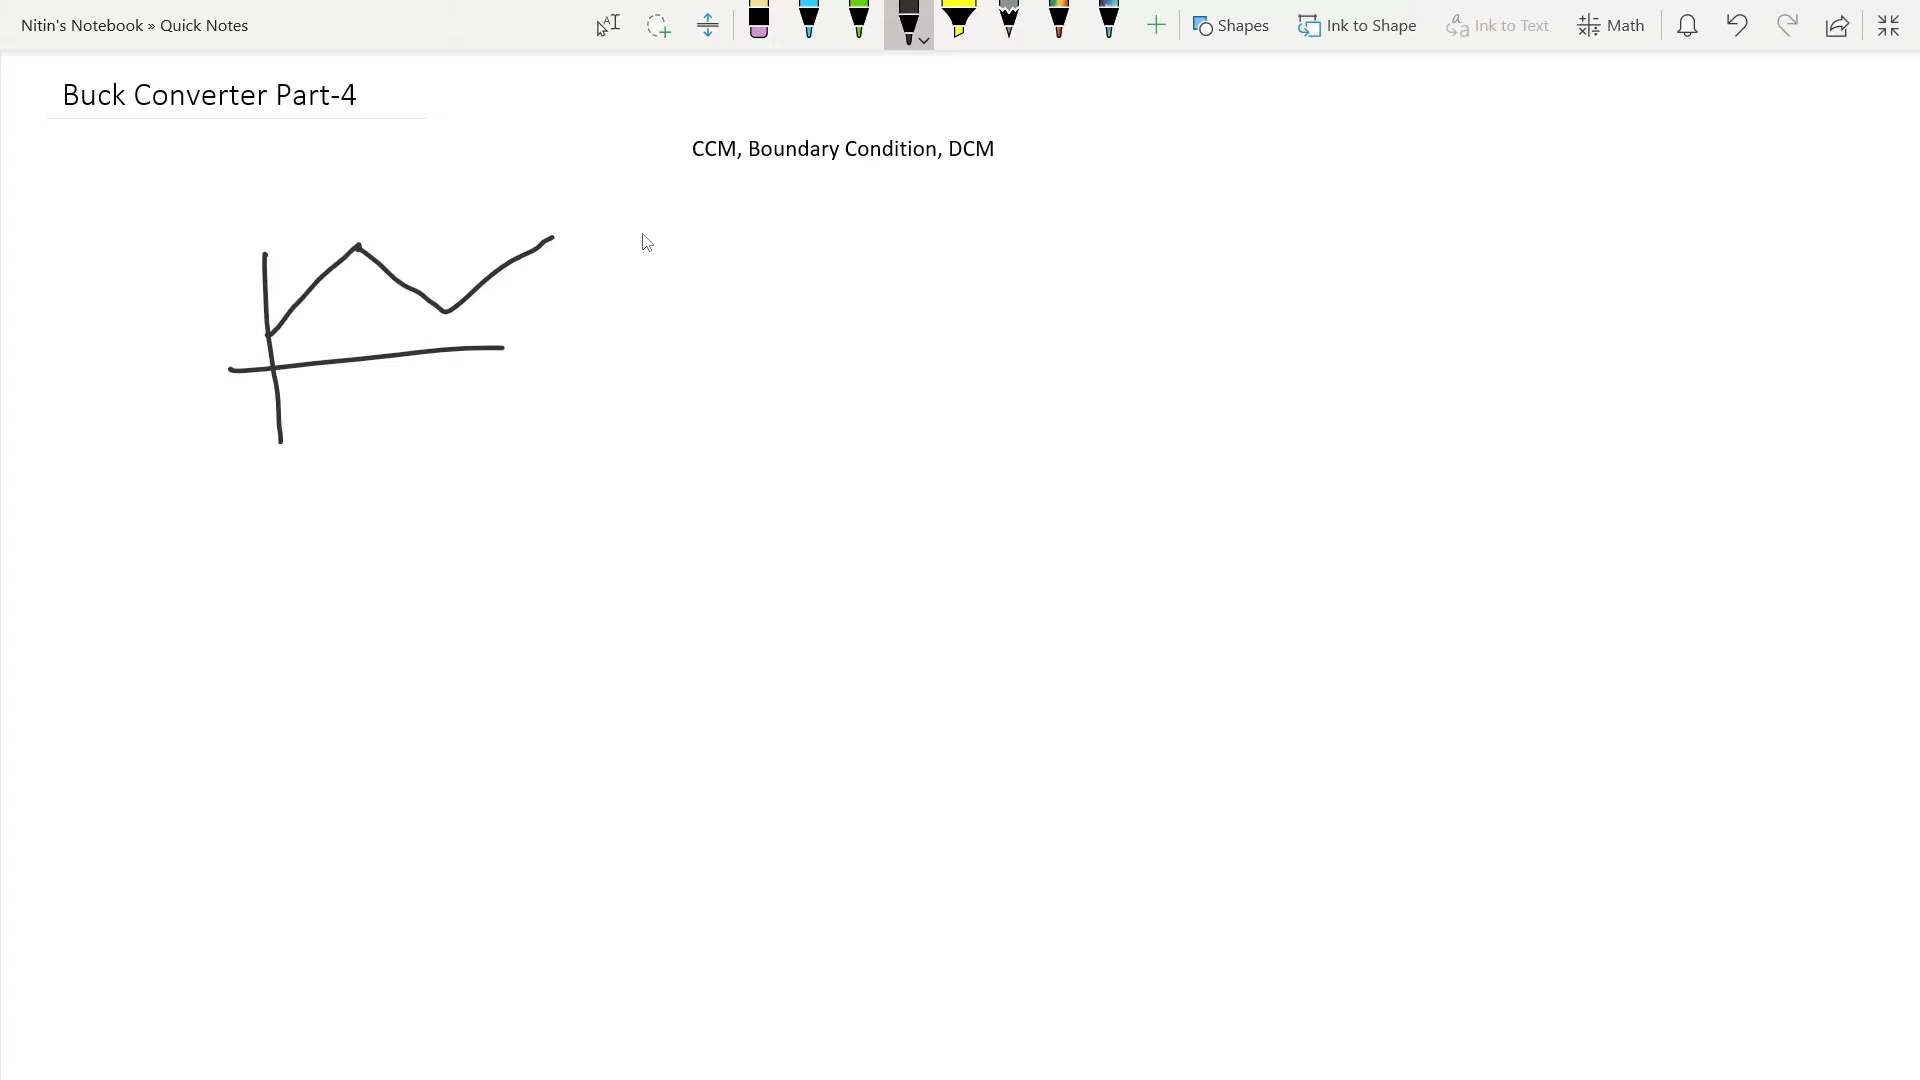 Nitin's Notebook » Quick Notes
Shapes
Ink to Shape
Ink to Text
Math
Buck Converter Part-4
CCM, Boundary Condition, DCM